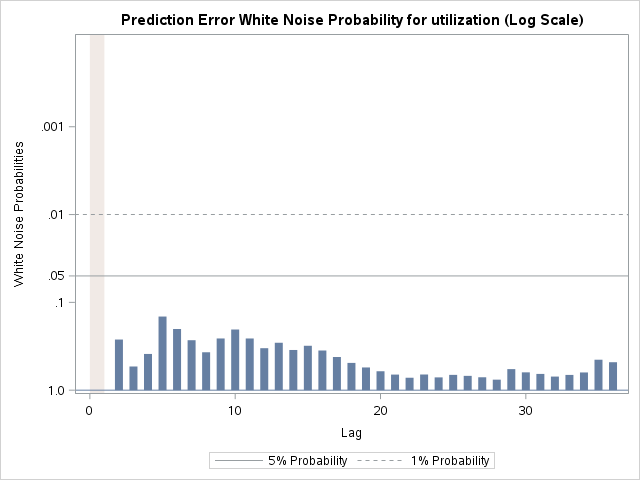 Prediction Error White Noise Probability for utilization (Log Scale)
White Noise Probabilities
.001
.01
.05
.1
1.0
0 10 20 30
Lag
5% Probability 1% Probability